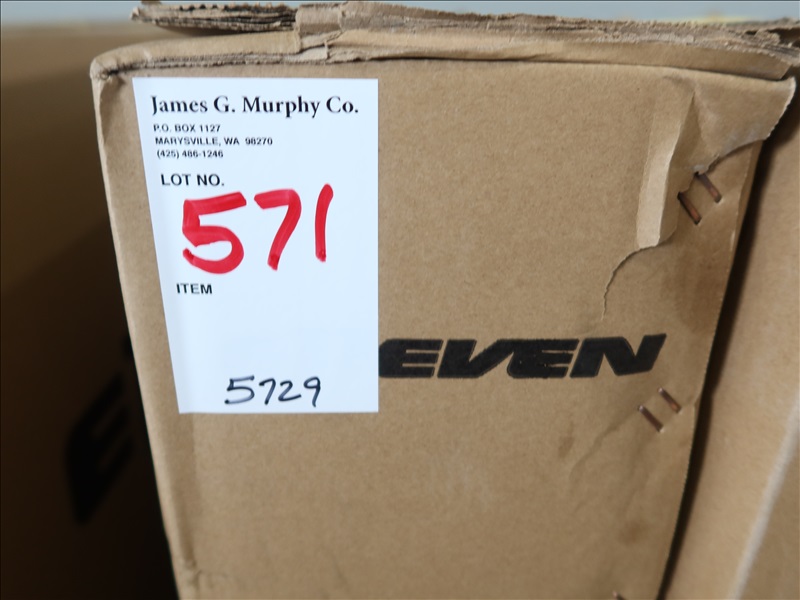 James G. Murphy Co.
P.O. BOX 1127
MARYSVILLE, WA 98270
(425) 486-1246
LOT NO.
571
ITEM
5729
EVEN